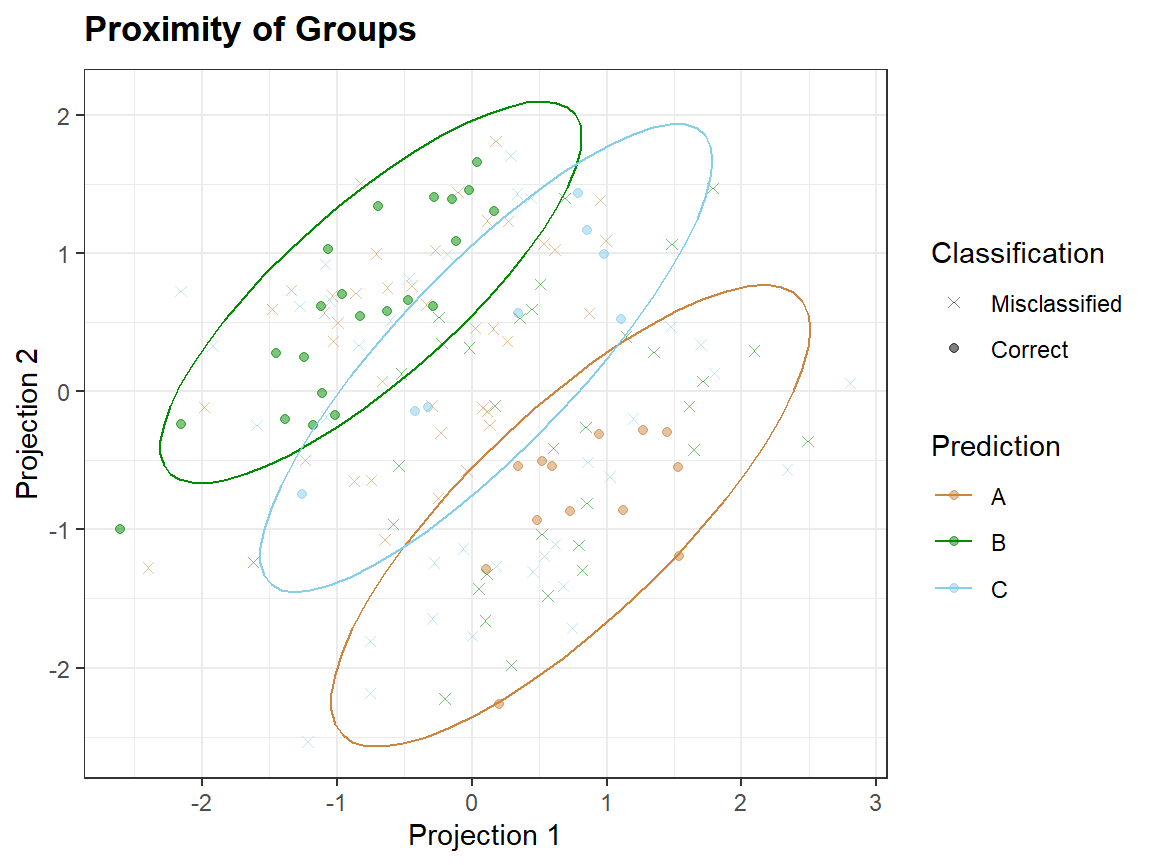 Proximity of Groups
2
1
0
-1
-2
Projection 2
-2
-1
0
1
2
3
Projection 1
Classification
Misclassified
Correct
Prediction
A
B
C